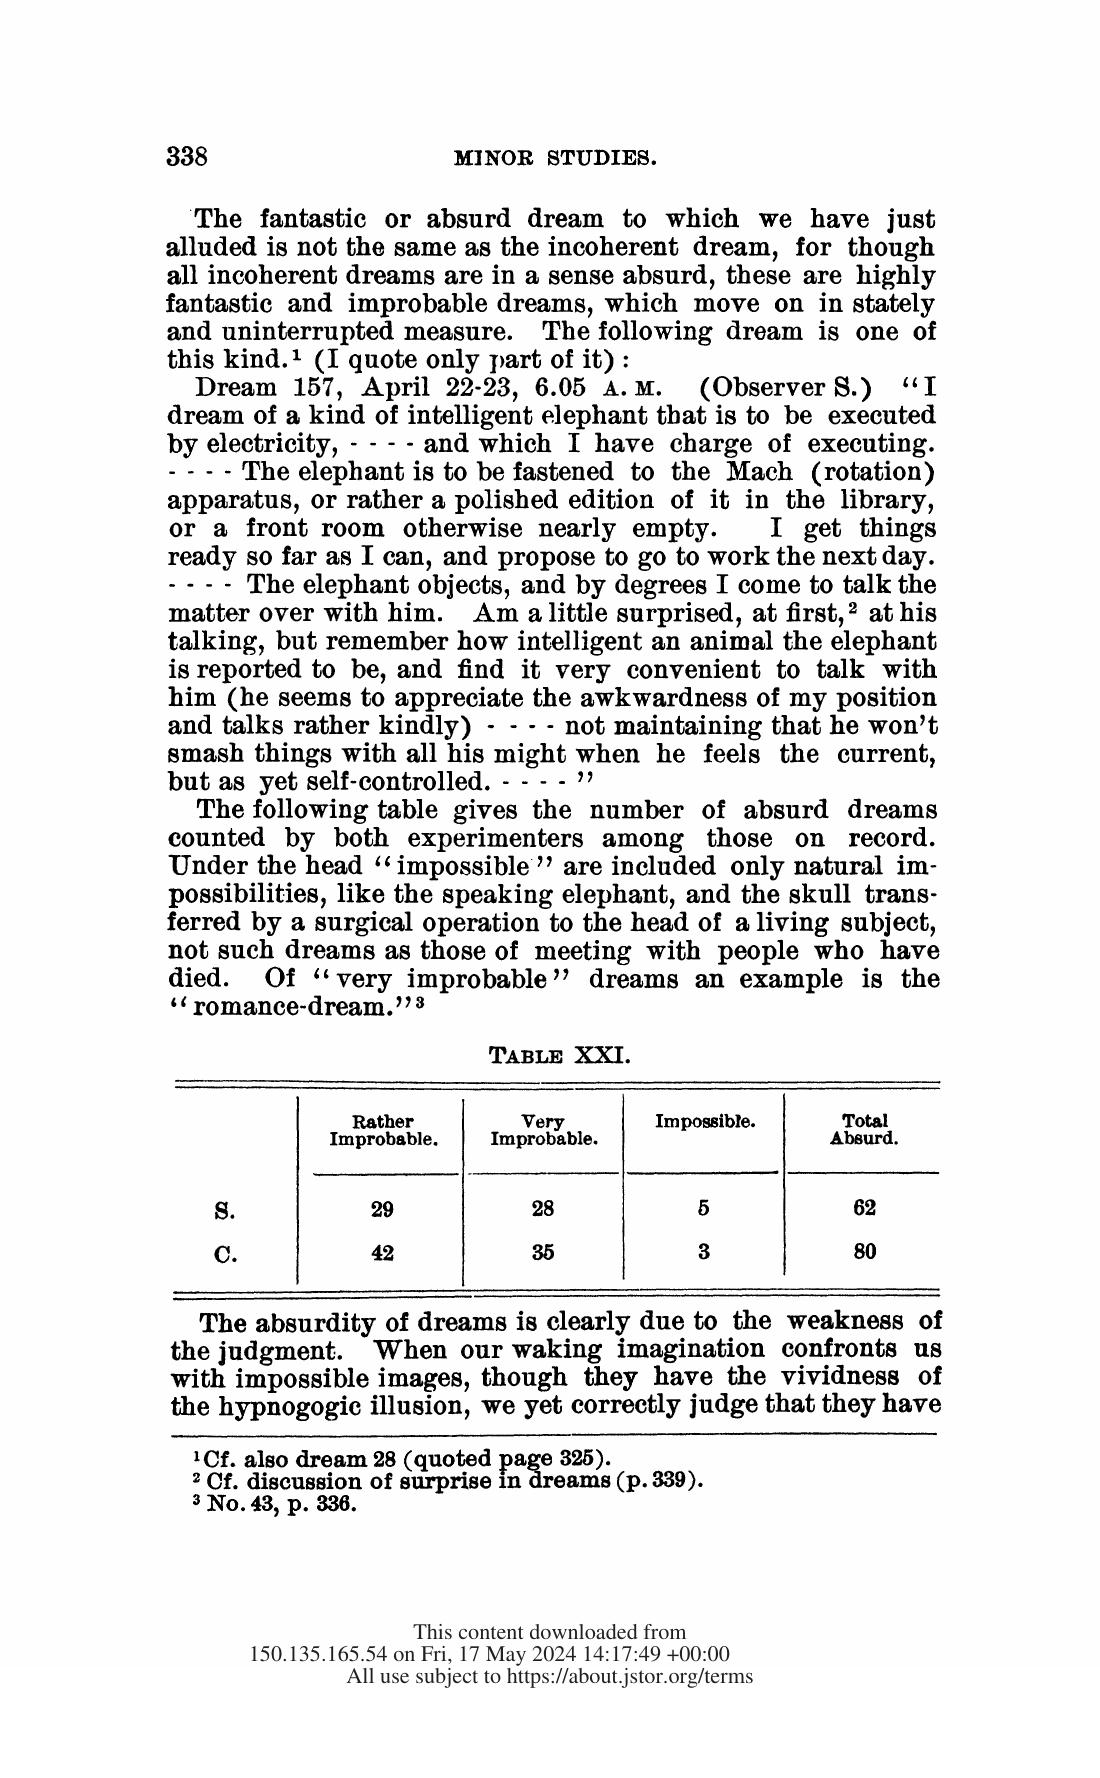 338 MINOR STUDIES.
The fantastic or absurd dream to which we have just
alluded is not the same as the incoherent dream, for though
all incoherent dreams are in a sense absurd, these are highly
fantastic and improbable dreams, which move on in stately
and uninterrupted measure. The following dream is one of
this kind.¹ (I quote only part of it) :
Dream 157, April 22-23, 6.05 A. M. (Observer S.) "I
dream of a kind of intelligent elephant that is to be executed
by electricity, - - - - and which I have charge of executing.
- - - - The elephant is to be fastened to the Mach (rotation)
apparatus, or rather a polished edition of it in the library,
or a front room otherwise nearly empty. I get things
ready so far as I can, and propose to go to work the next day.
- - - - The elephant objects, and by degrees I come to talk the
matter over with him. Am a little surprised, at first,² at his
talking, but remember how intelligent an animal the elephant
is reported to be, and find it very convenient to talk with
him (he seems to appreciate the awkwardness of my position
and talks rather kindly) - - - - not maintaining that he won't
smash things with all his might when he feels the current,
but as yet self-controlled. - - - - "
The following table gives the number of absurd dreams
counted by both experimenters among those on record.
Under the head "impossible" are included only natural im-
possibilities, like the speaking elephant, and the skull trans-
ferred by a surgical operation to the head of a living subject,
not such dreams as those of meeting with people who have
died. Of "very improbable" dreams an example is the
"romance-dream."³
TABLE XXI.
Rather Improbable. Very Improbable. Impossible. Total Absurd.
S. 29 28 5 62
C. 42 35 3 80
The absurdity of dreams is clearly due to the weakness of
the judgment. When our waking imagination confronts us
with impossible images, though they have the vividness of
the hypnogogic illusion, we yet correctly judge that they have
¹ Cf. also dream 28 (quoted page 325).
² Cf. discussion of surprise in dreams (p. 339).
³ No. 43, p. 336.
This content downloaded from
150.135.165.54 on Fri, 17 May 2024 14:17:49 +00:00
All use subject to https://about.jstor.org/terms